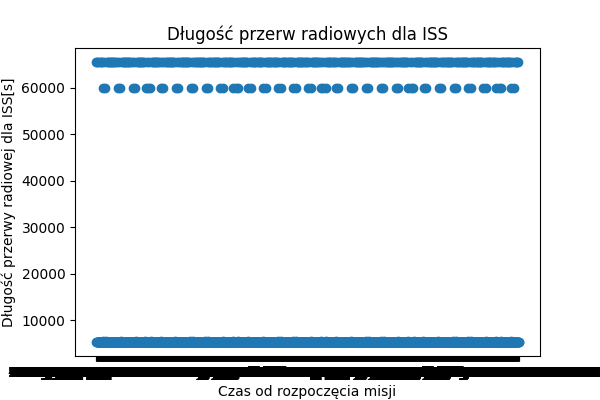 Długość przerw radiowych dla ISS
Długość przerwy radiowej dla ISS[s]
60000
50000
40000
30000
20000
10000
Czas od rozpoczęcia misji